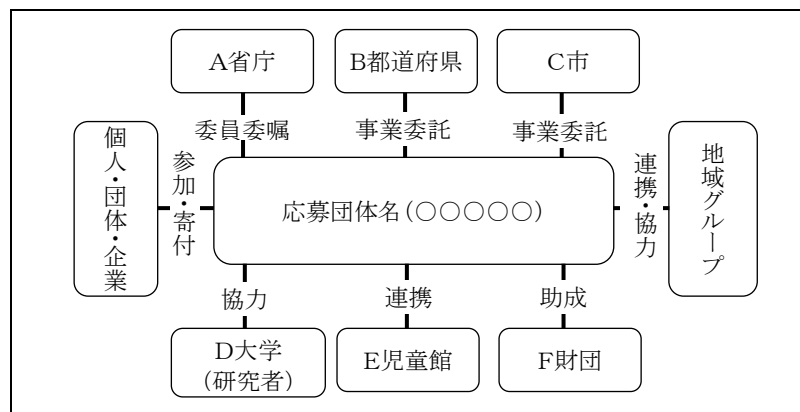 A省庁
B都道府県
C市
委員委嘱
事業委託
事業委託
個人・団体・企業
参加・寄付
応募団体名(○○○○○)
連携・協力
地域グループ
協力
連携
助成
D大学
(研究者)
E児童館
F財団